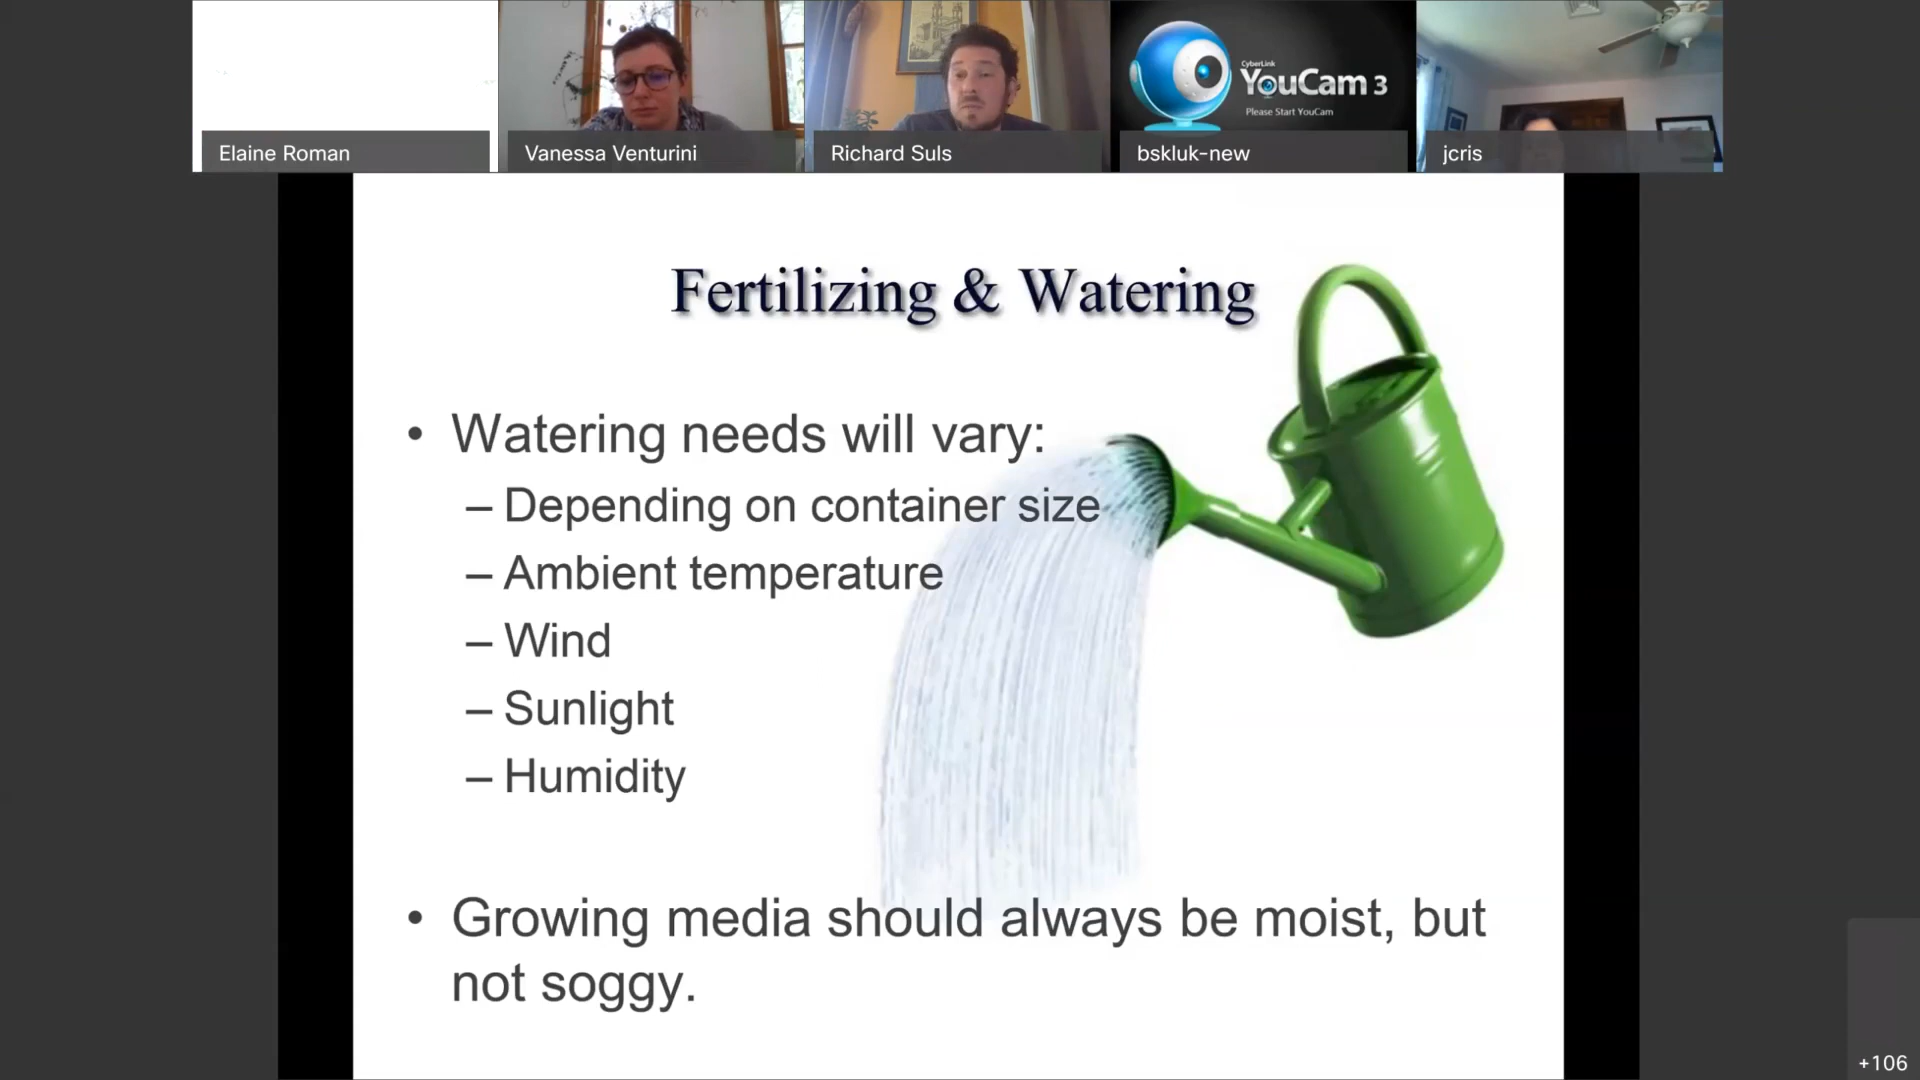 Elaine Roman
Vanessa Venturini
Richard Suls
CyberLink
YouCam 3
Please Start YouCam
bskluk-new
jcris
Fertilizing & Watering
• Watering needs will vary:
– Depending on container size
– Ambient temperature
– Wind
– Sunlight
– Humidity
• Growing media should always be moist, but
not soggy.
+106